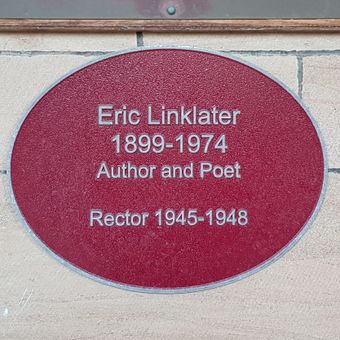 Eric Linklater
1899-1974
Author and Poet
Rector 1945-1948